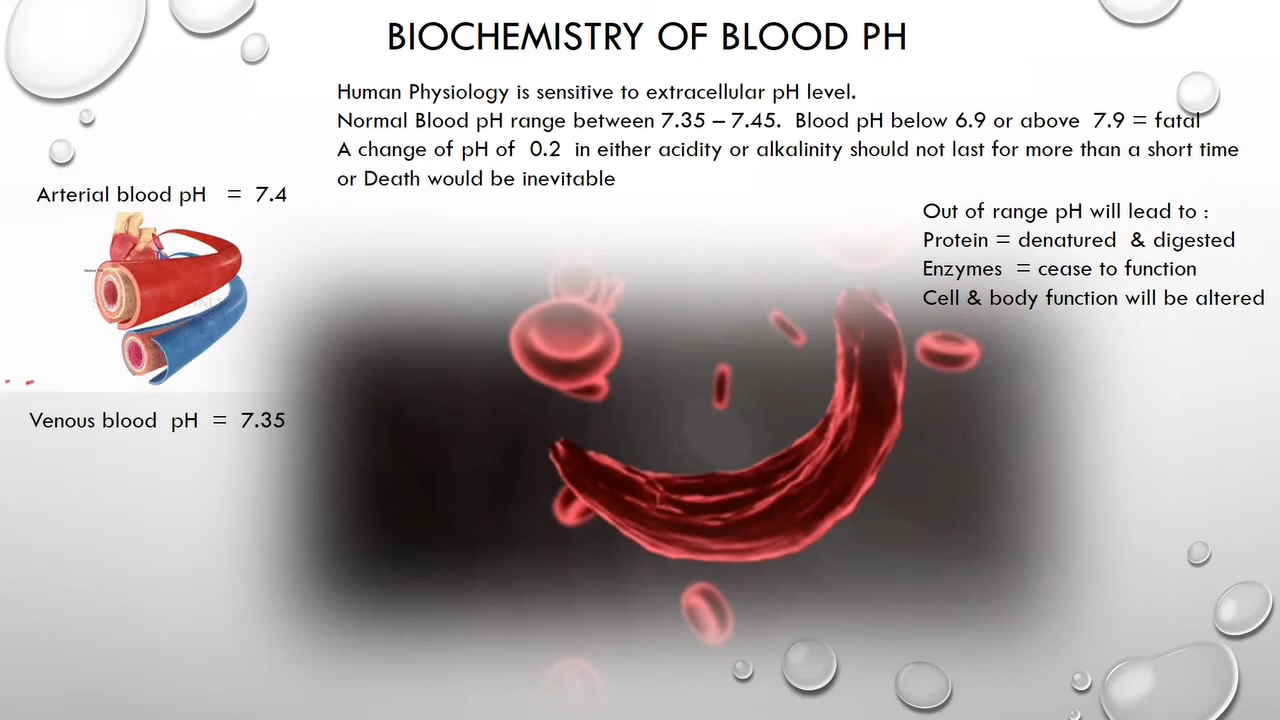 BIOCHEMISTRY OF BLOOD PH
Human Physiology is sensitive to extracellular pH level.
Normal Blood pH range between 7.35 – 7.45.  Blood pH below 6.9 or above  7.9 = fatal
A change of pH of  0.2  in either acidity or alkalinity should not last for more than a short time
or Death would be inevitable
Arterial blood pH  =  7.4
Out of range pH will lead to :
Protein = denatured  & digested
Enzymes  = cease to function
Cell & body function will be altered
Venous blood  pH  =  7.35